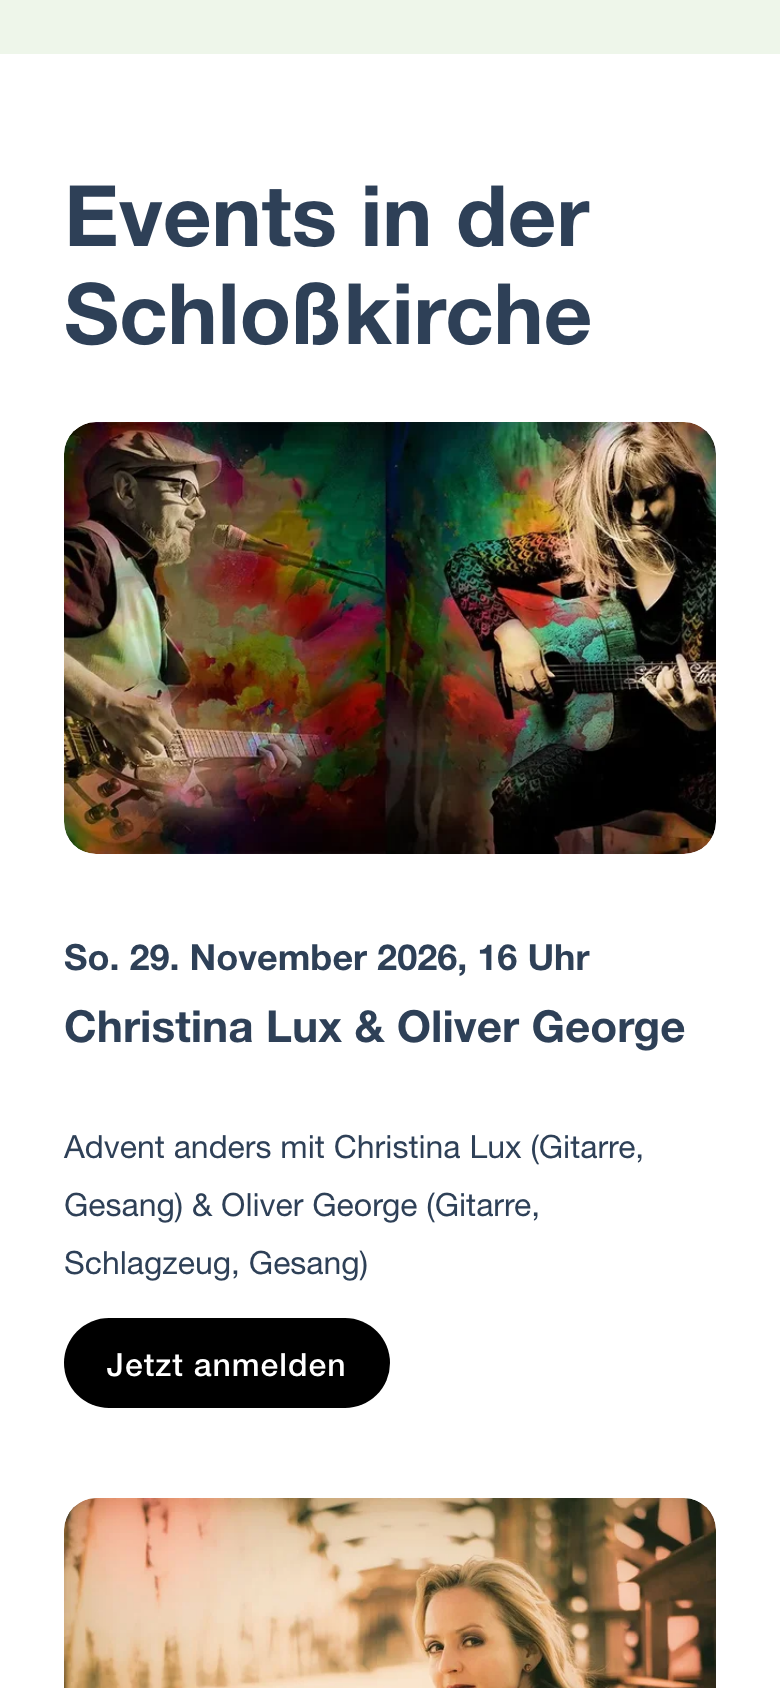 Events in der
Schloßkirche
So. 29. November 2026, 16 Uhr
Christina Lux & Oliver George
Advent anders mit Christina Lux (Gitarre,
Gesang) & Oliver George (Gitarre,
Schlagzeug, Gesang)
Jetzt anmelden